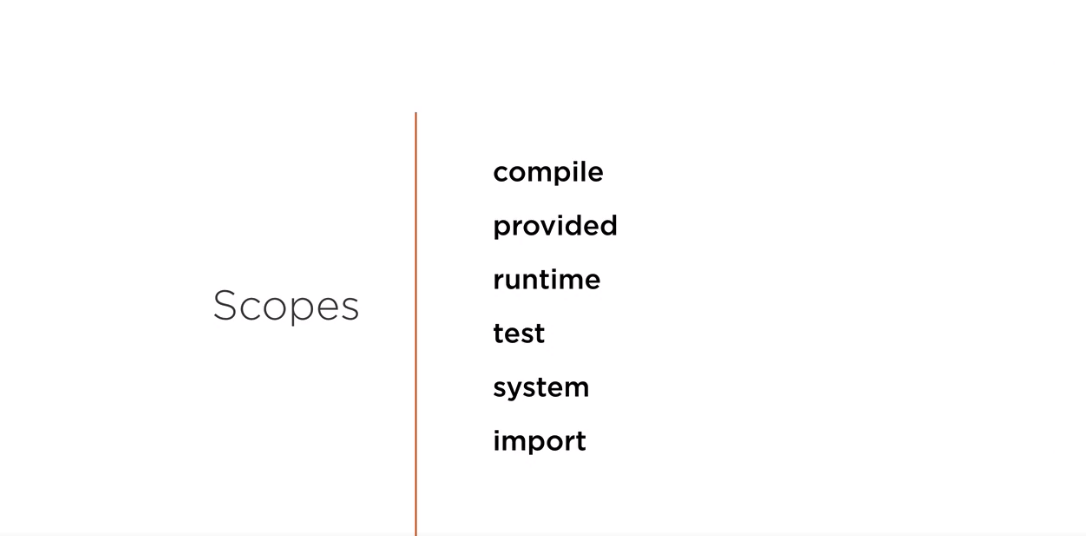 Scopes
compile
provided
runtime
test
system
import